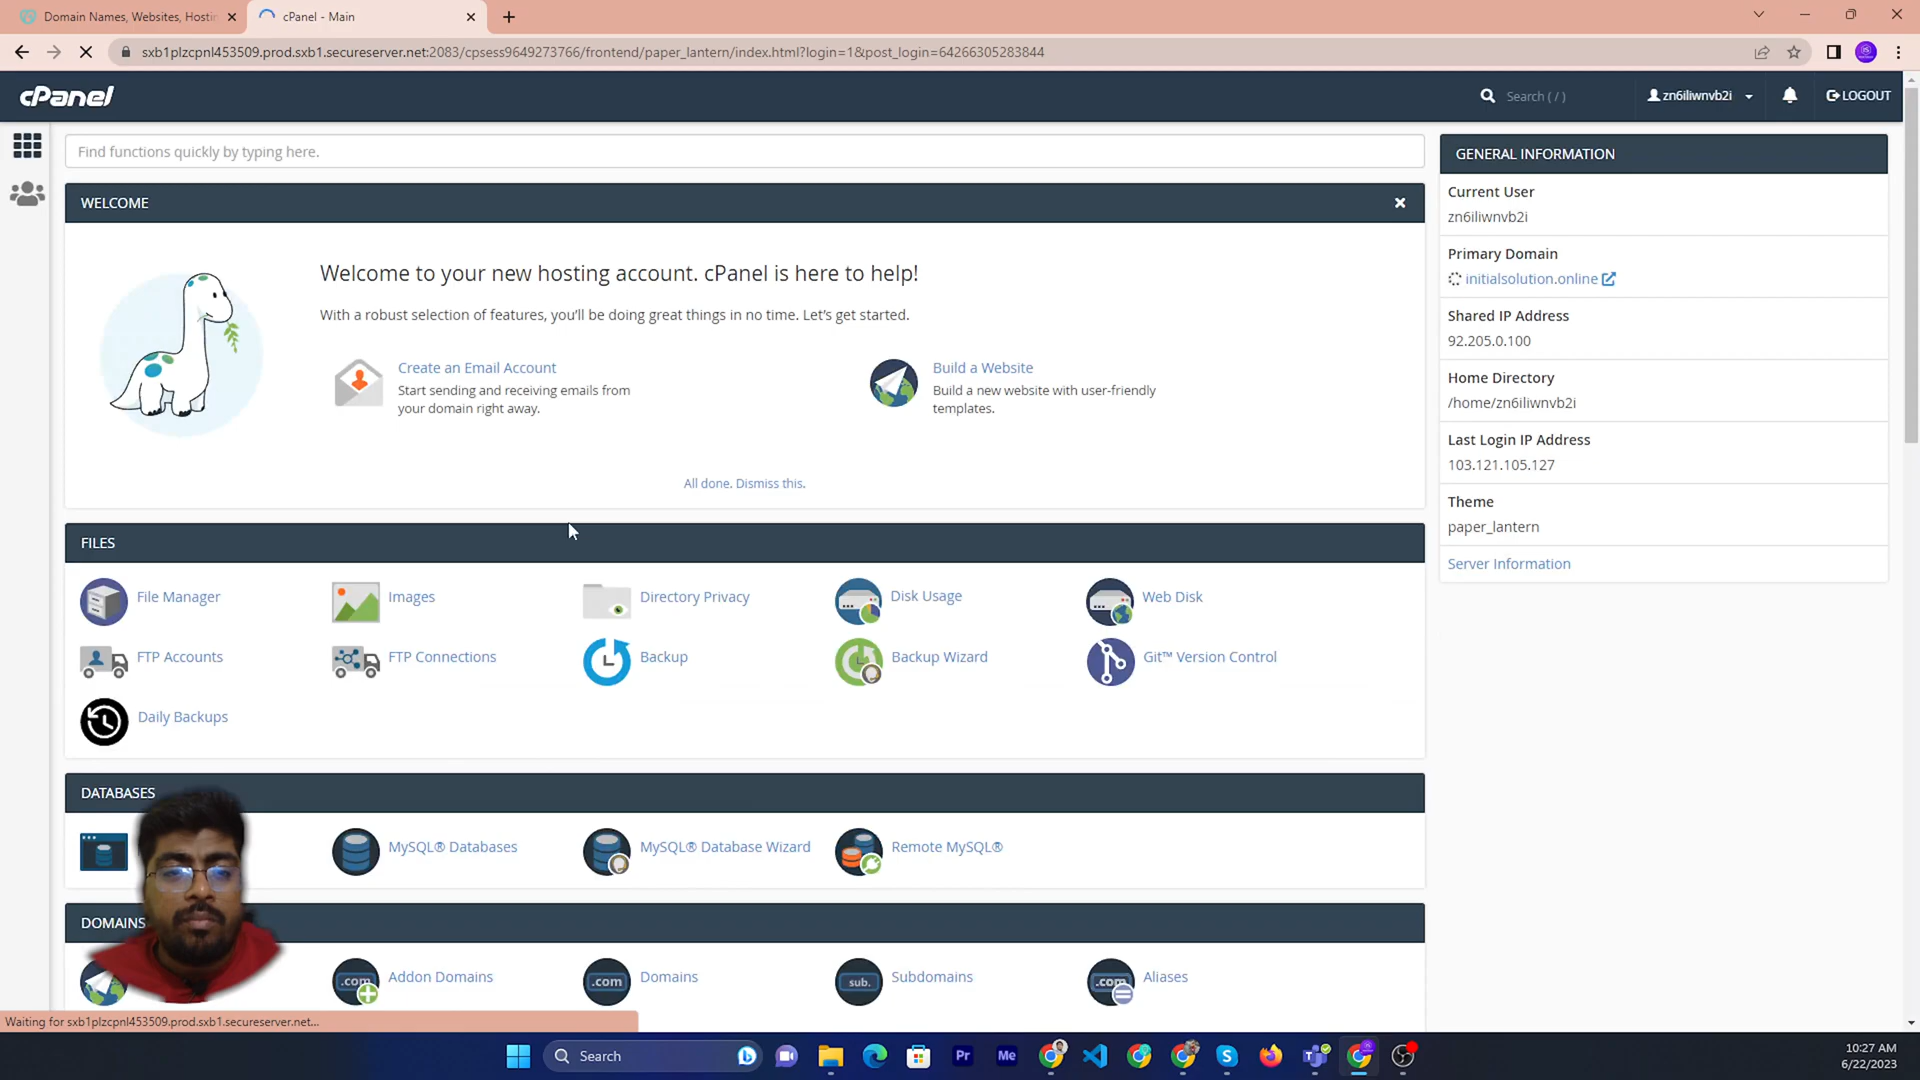 Domain Names, Websites, Hostin
cPanel - Main
sxb1plzcpnl453509.prod.sxb1.secureserver.net:2083/cpsess9649273766/frontend/paper_lantern/index.html?login=1&post_login=64266305283844
cPanel
Search ( / )
zn6iliwnvb2i
LOGOUT
Find functions quickly by typing here.
WELCOME
Welcome to your new hosting account. cPanel is here to help!
With a robust selection of features, you'll be doing great things in no time. Let's get started.
Create an Email Account
Start sending and receiving emails from
your domain right away.
Build a Website
Build a new website with user-friendly
templates.
All done. Dismiss this.
GENERAL INFORMATION
Current User
zn6iliwnvb2i
Primary Domain
initialsolution.online
Shared IP Address
92.205.0.100
Home Directory
/home/zn6iliwnvb2i
Last Login IP Address
103.121.105.127
Theme
paper_lantern
Server Information
FILES
File Manager
Images
Directory Privacy
Disk Usage
Web Disk
FTP Accounts
FTP Connections
Backup
Backup Wizard
Git™ Version Control
Daily Backups
DATABASES
MySQL® Databases
MySQL® Database Wizard
Remote MySQL®
DOMAINS
.com
Addon Domains
.com
Domains
sub.
Subdomains
.com
Aliases
Waiting for sxb1plzcpnl453509.prod.sxb1.secureserver.net...
Search
Pr
Me
10:27 AM
6/22/2023